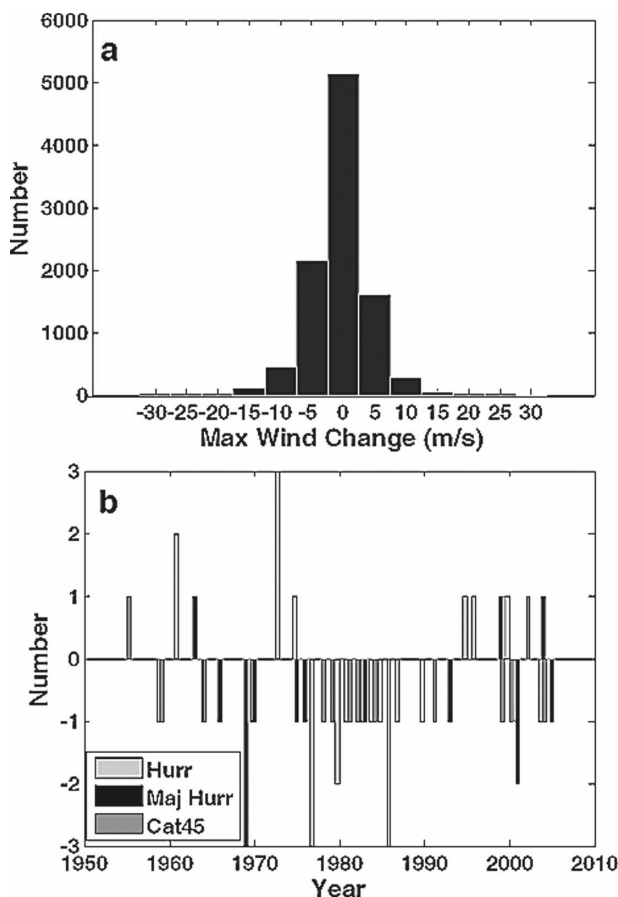 6000
a
5000
4000
3000
2000
1000
0
Number
-30 -25 -20 -15 -10 -5 0 5 10 15 20 25 30
Max Wind Change (m/s)
3
b
2
1
0
-1
-2
-3
Number
Hurr
Maj Hurr
Cat45
1950 1960 1970 1980 1990 2000 2010
Year